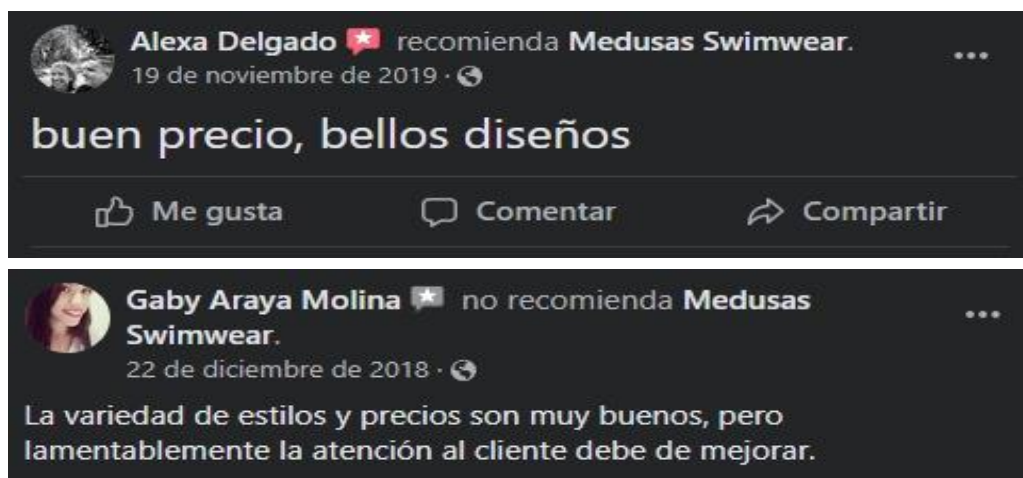 Alexa Delgado recomienda Medusas Swimwear.
19 de noviembre de 2019 ·
buen precio, bellos diseños
Me gusta Comentar Compartir
Gaby Araya Molina no recomienda Medusas
Swimwear.
22 de diciembre de 2018 ·
La variedad de estilos y precios son muy buenos, pero
lamentablemente la atención al cliente debe de mejorar.